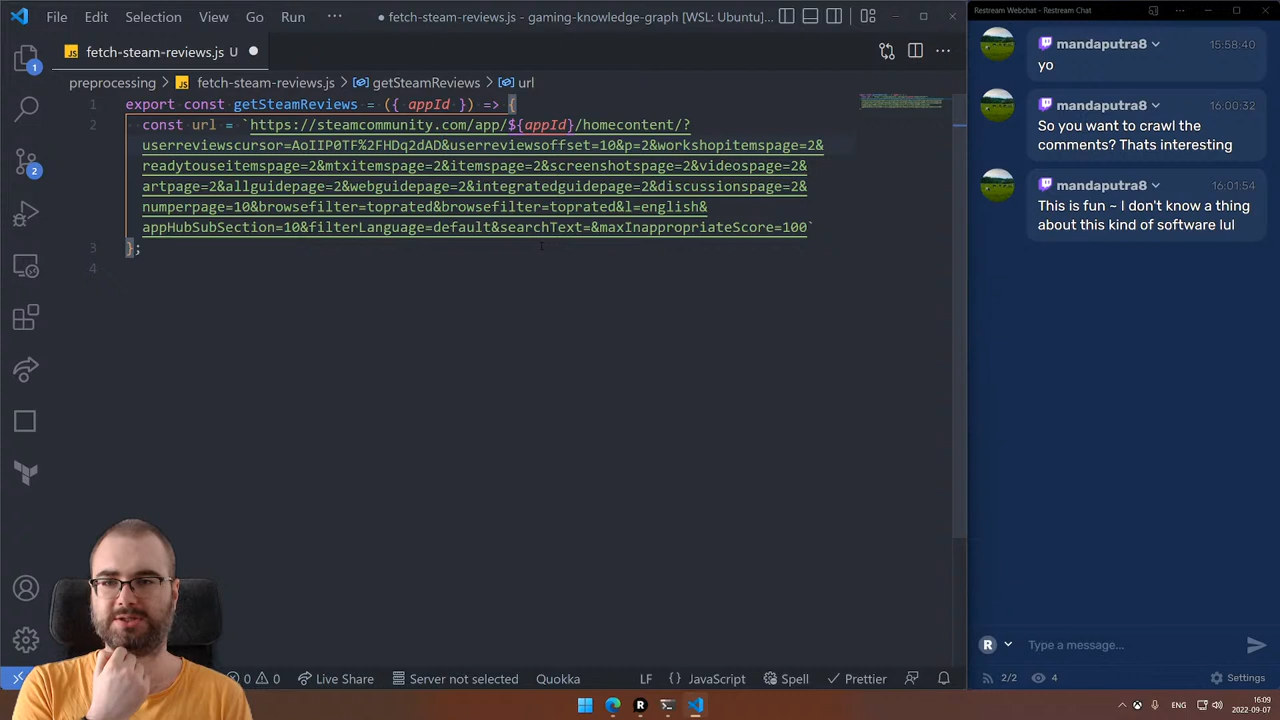 File Edit Selection View Go Run ···
fetch-steam-reviews.js - gaming-knowledge-graph [WSL: Ubuntu]...
Restream Webchat - Restream Chat
JS fetch-steam-reviews.js U
preprocessing > JS fetch-steam-reviews.js > getSteamReviews > url
1 export const getSteamReviews = ({ appId }) => {
2 const url = `https://steamcommunity.com/app/${appId}/homecontent/?
userreviewscursor=AoIIP0TF%2FHDq2dAD&userreviewsoffset=10&p=2&workshopitemspage=2&
readytouseitemspage=2&mtxitemspage=2&itemspage=2&screenshotspage=2&videospage=2&
artpage=2&allguidepage=2&webguidepage=2&integratedguidepage=2&discussionspage=2&
numperpage=10&browsefilter=toprated&browsefilter=toprated&l=english&
appHubSubSection=10&filterLanguage=default&searchText=&maxInappropriateScore=100`
3 };
4
1
2
mandaputra8 15:58:40
yo
mandaputra8 16:00:32
So you want to crawl the
comments? Thats interesting
mandaputra8 16:01:54
This is fun ~ I don't know a thing
about this kind of software lul
R Type a message...
2/2 4 Settings
0 0 Live Share Server not selected Quokka LF JavaScript Spell Prettier
R
ENG
16:09
2022-09-07